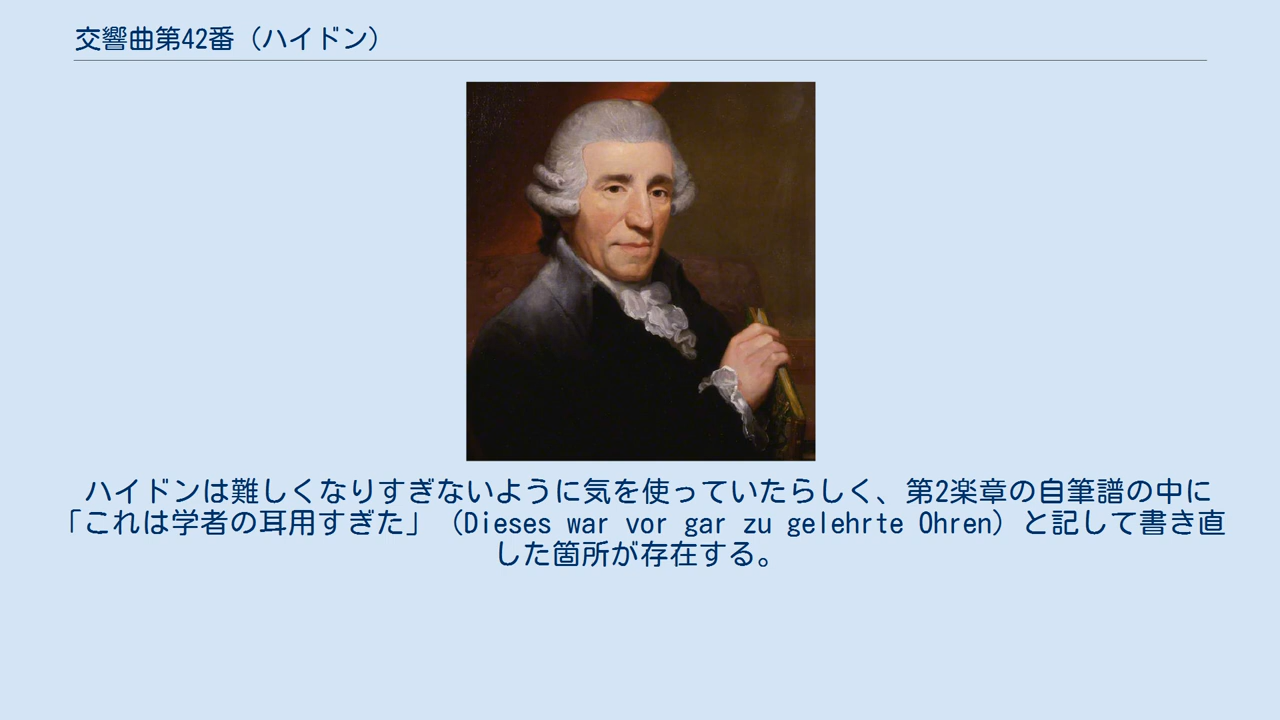 交響曲第42番（ハイドン）
ハイドンは難しくなりすぎないように気を使っていたらしく、第2楽章の自筆譜の中に
「これは学者の耳用すぎた」（Dieses war vor gar zu gelehrte Ohren）と記して書き直
した箇所が存在する。